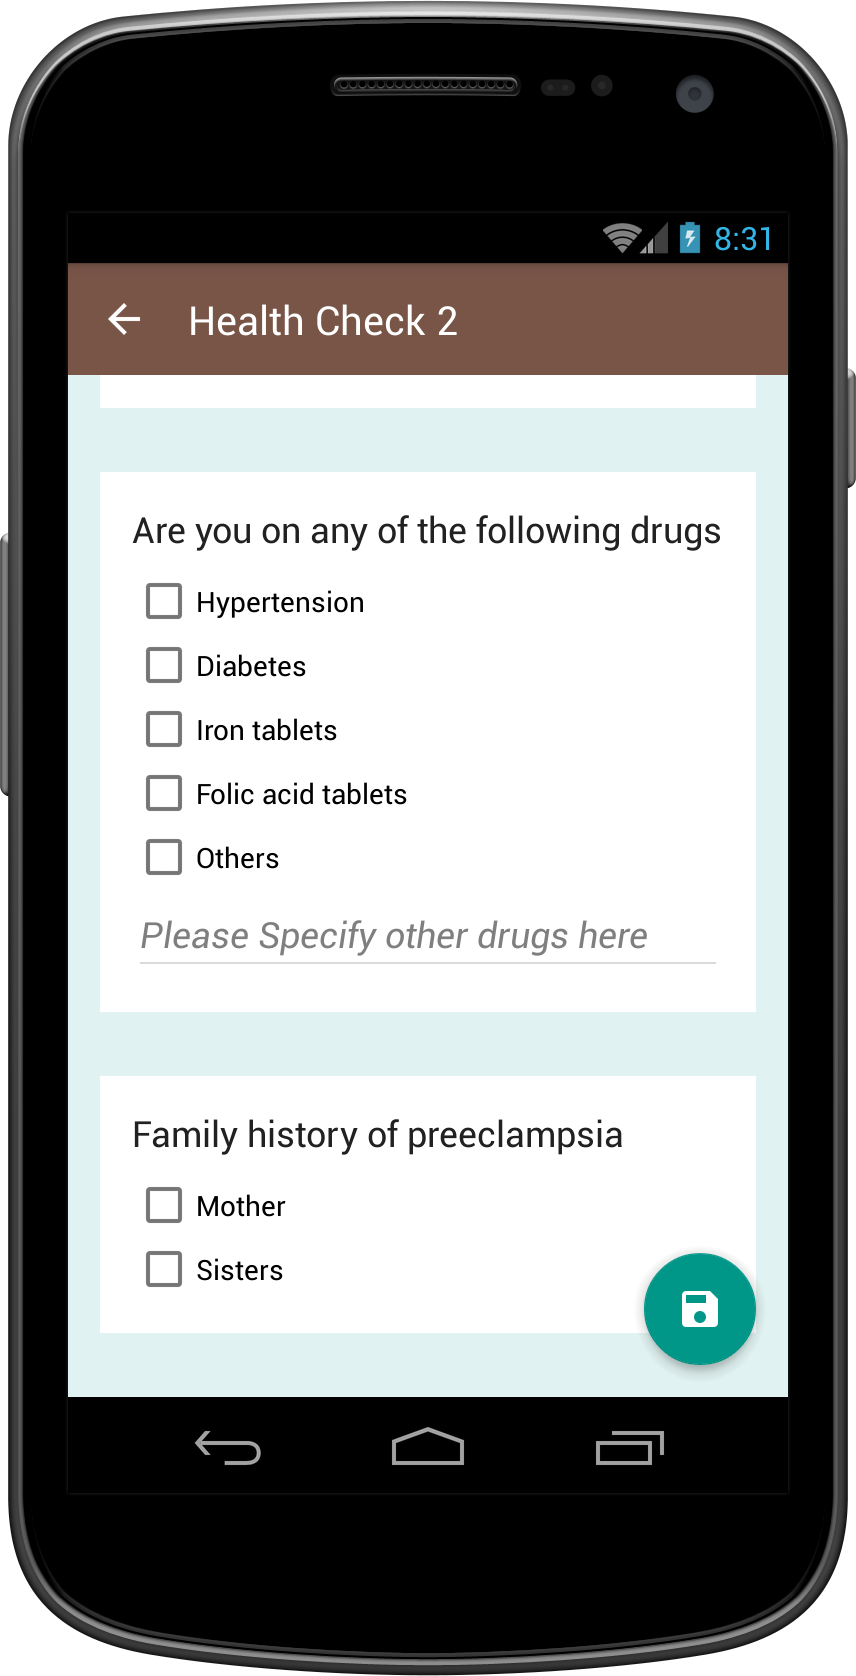 8:31
Health Check 2
Are you on any of the following drugs
Hypertension
Diabetes
Iron tablets
Folic acid tablets
Others
Please Specify other drugs here
Family history of preeclampsia
Mother
Sisters